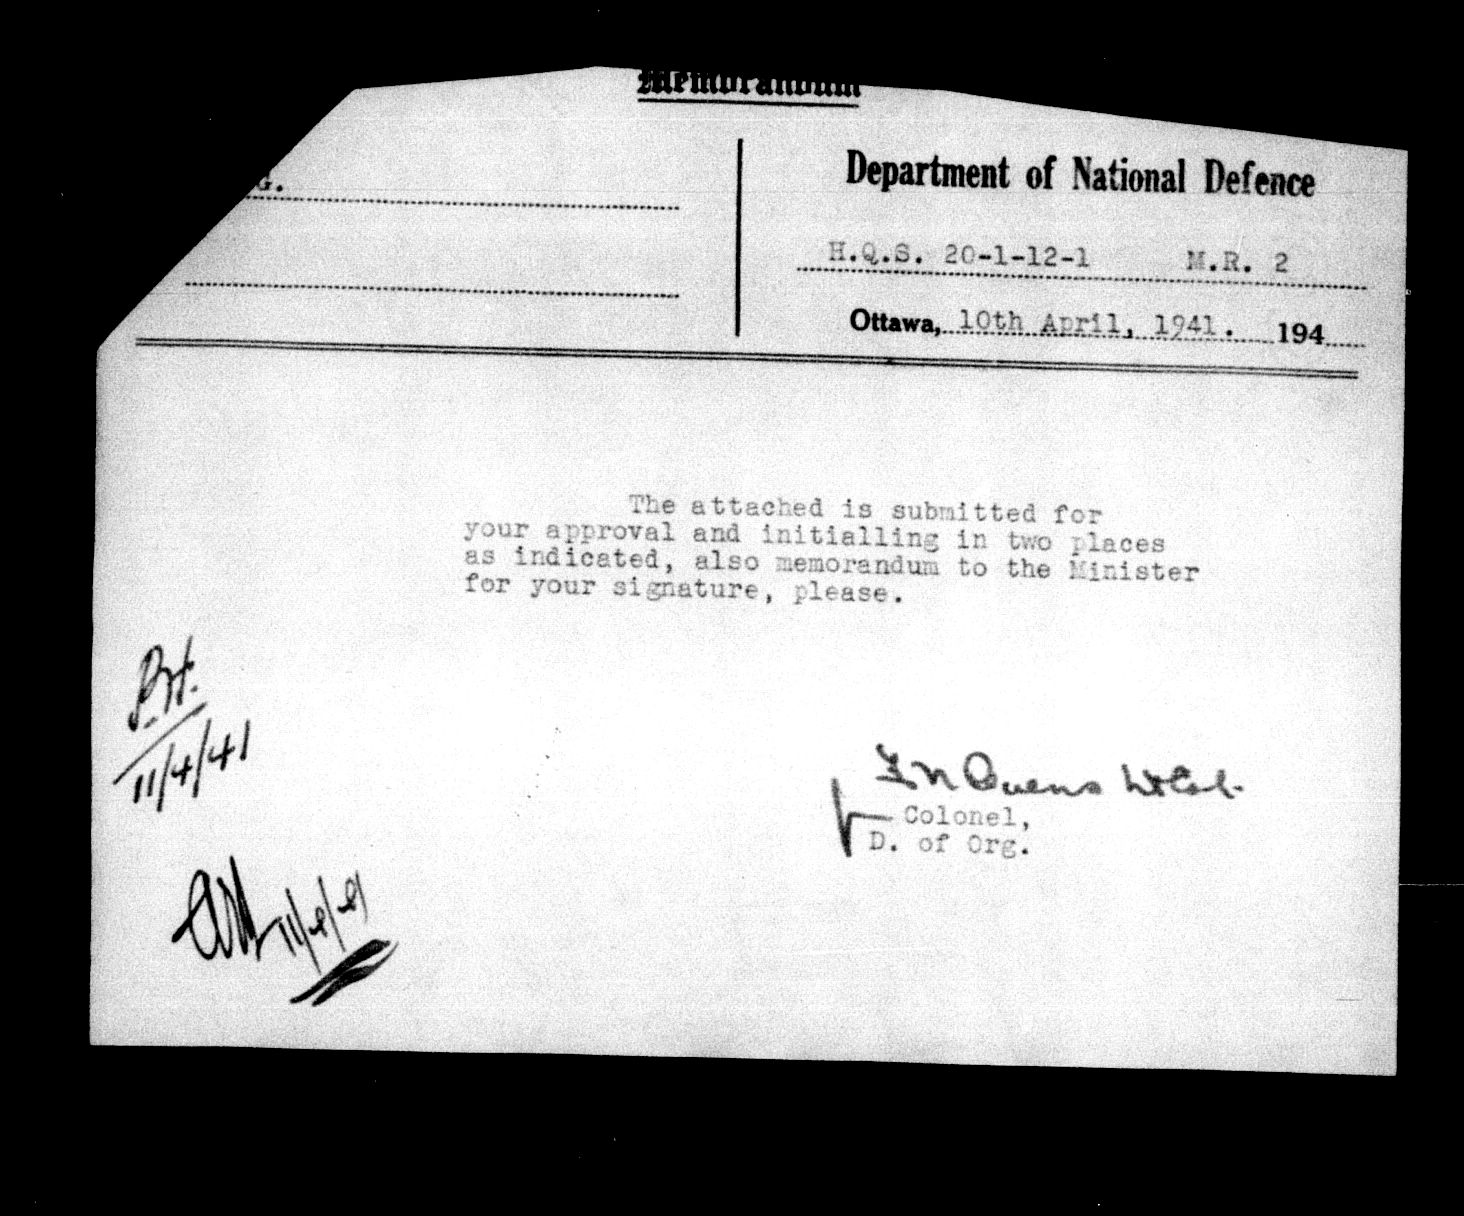 Memorandum
G.
Department of National Defence
H.Q.S. 20-1-12-1 M.R. 2
Ottawa, 10th April, 1941. 194
The attached is submitted for
your approval and initialling in two places
as indicated, also memorandum to the Minister
for your signature, please.
11/4/41
Owens
Colonel,
D. of Org.
11/4/41